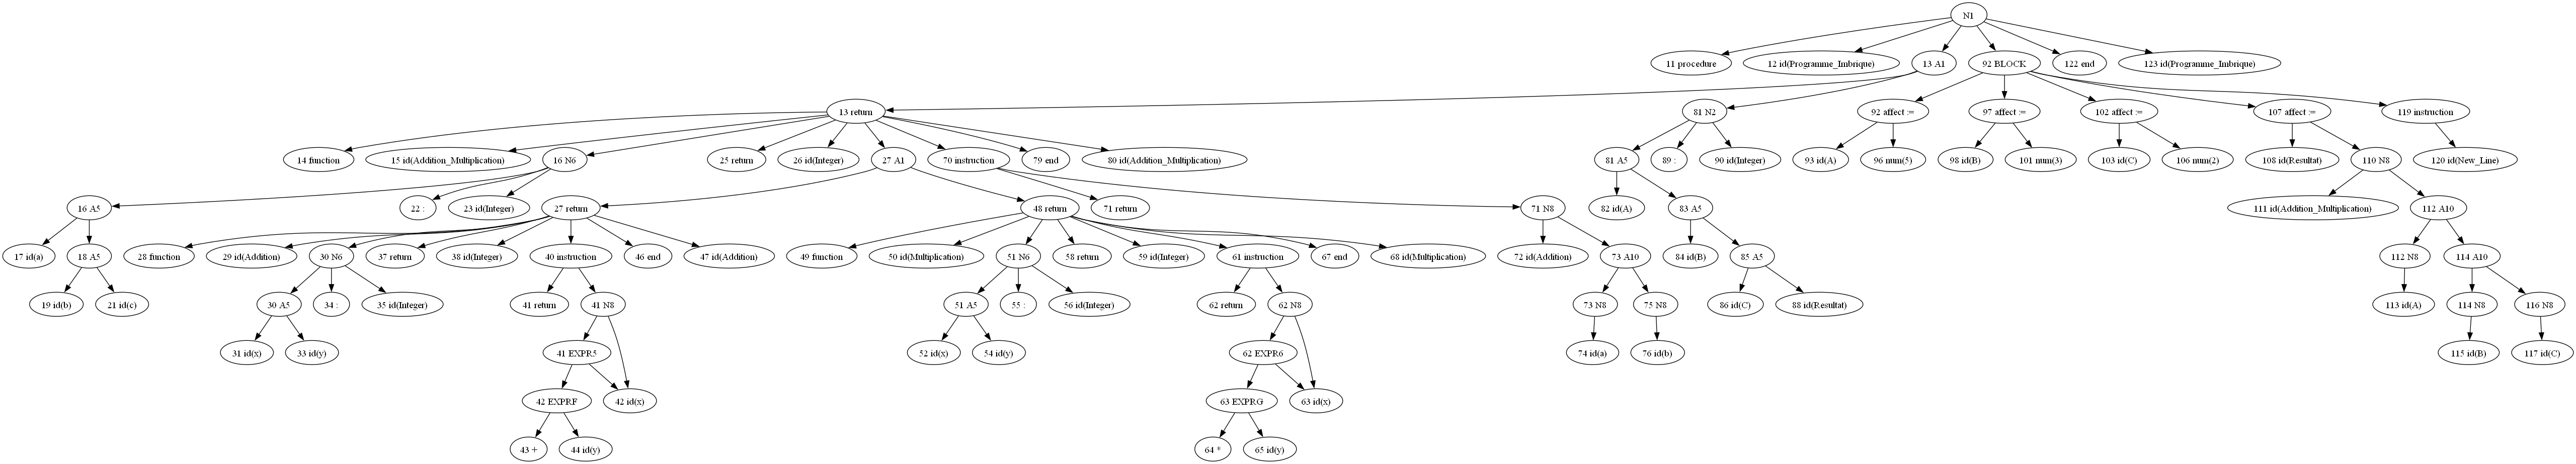 N1
11 procedure
12 id(Programme_Imbrique)
13 A1
92 BLOCK
122 end
123 id(Programme_Imbrique)
13 return
81 N2
92 affect :=
97 affect :=
102 affect :=
107 affect :=
119 instruction
14 function
15 id(Addition_Multiplication)
16 N6
25 return
26 id(Integer)
27 A1
70 instruction
79 end
80 id(Addition_Multiplication)
81 A5
89 :
90 id(Integer)
93 id(A)
96 num(5)
98 id(B)
101 num(3)
103 id(C)
106 num(2)
108 id(Resultat)
110 N8
120 id(New_Line)
16 A5
22 :
23 id(Integer)
27 return
48 return
71 return
71 N8
82 id(A)
83 A5
111 id(Addition_Multiplication)
112 A10
17 id(a)
18 A5
28 function
29 id(Addition)
30 N6
37 return
38 id(Integer)
40 instruction
46 end
47 id(Addition)
49 function
50 id(Multiplication)
51 N6
58 return
59 id(Integer)
61 instruction
67 end
68 id(Multiplication)
72 id(Addition)
73 A10
84 id(B)
85 A5
112 N8
114 A10
19 id(b)
21 id(c)
30 A5
34 :
35 id(Integer)
41 return
41 N8
51 A5
55 :
56 id(Integer)
62 return
62 N8
73 N8
75 N8
86 id(C)
88 id(Resultat)
113 id(A)
114 N8
116 N8
31 id(x)
33 id(y)
41 EXPR5
52 id(x)
54 id(y)
62 EXPR6
74 id(a)
76 id(b)
115 id(B)
117 id(C)
42 EXPRF
42 id(x)
63 EXPRG
63 id(x)
43 +
44 id(y)
64 *
65 id(y)